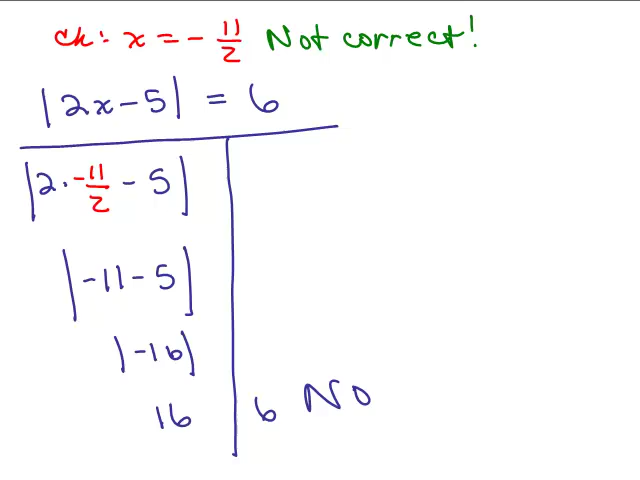 ck: x = - 11/2 Not correct!
|2x - 5| = 6
|2 · -11/2 - 5|
|-11 - 5|
|-16|
16 6 No